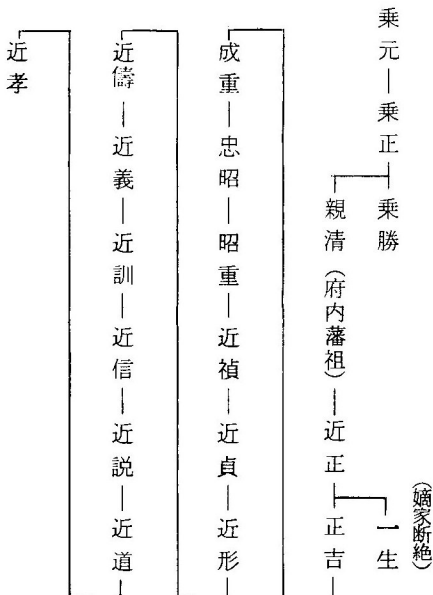 乗元―乗正―乗勝
親清(府内藩祖)―近正―一生(嫡家断絶)
正吉
成重―忠昭―昭重―近禎―近貞―近形
近儔―近義―近訓―近信―近説―近道
近孝